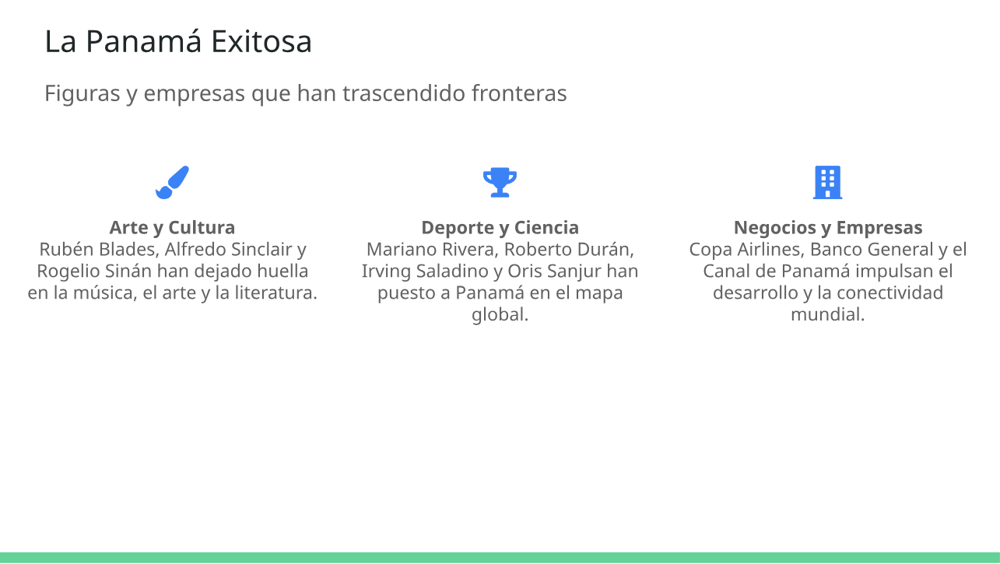 La Panamá Exitosa
Figuras y empresas que han trascendido fronteras
Arte y Cultura
Rubén Blades, Alfredo Sinclair y
Rogelio Sinán han dejado huella
en la música, el arte y la literatura.
Deporte y Ciencia
Mariano Rivera, Roberto Durán,
Irving Saladino y Oris Sanjur han
puesto a Panamá en el mapa
global.
Negocios y Empresas
Copa Airlines, Banco General y el
Canal de Panamá impulsan el
desarrollo y la conectividad
mundial.